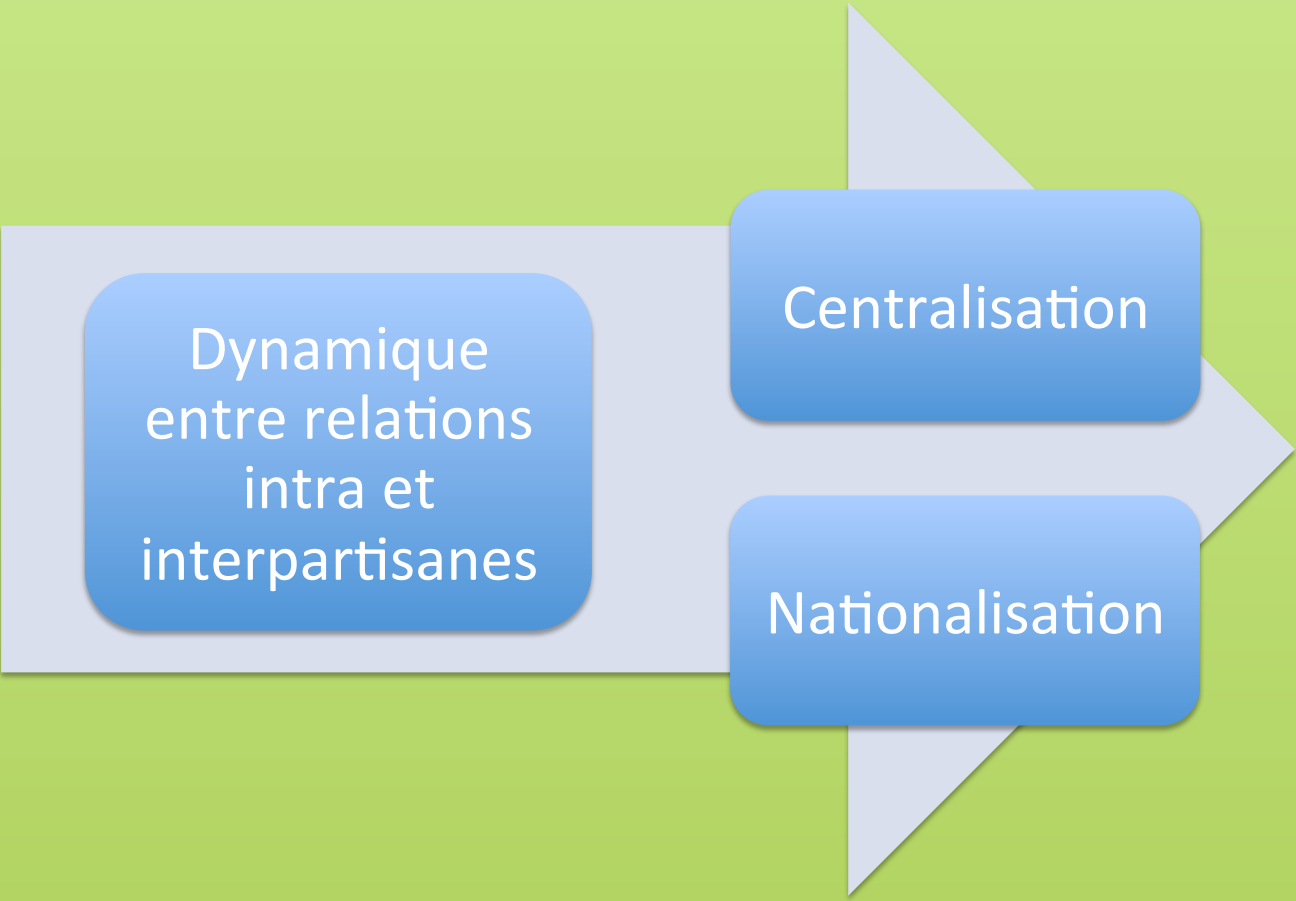 Dynamique
entre relations
intra et
interpartisanes
Centralisation
Nationalisation